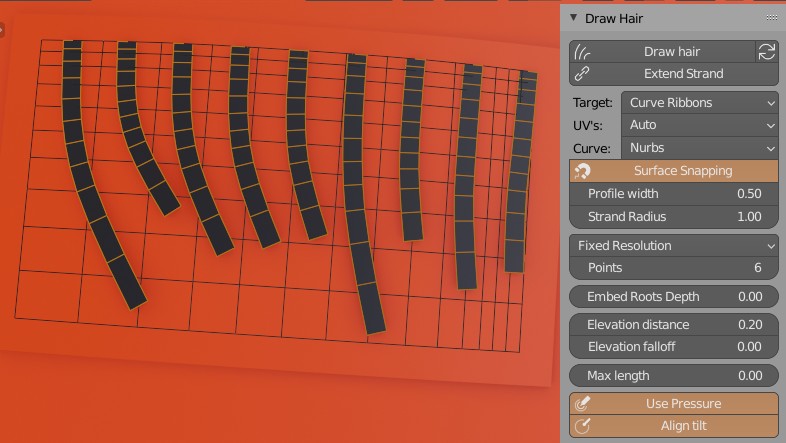 Draw Hair
Draw hair
Extend Strand
Target: Curve Ribbons
UV's: Auto
Curve: Nurbs
Surface Snapping
Profile width 0.50
Strand Radius 1.00
Fixed Resolution
Points 6
Embed Roots Depth 0.00
Elevation distance 0.20
Elevation falloff 0.00
Max length 0.00
Use Pressure
Align tilt